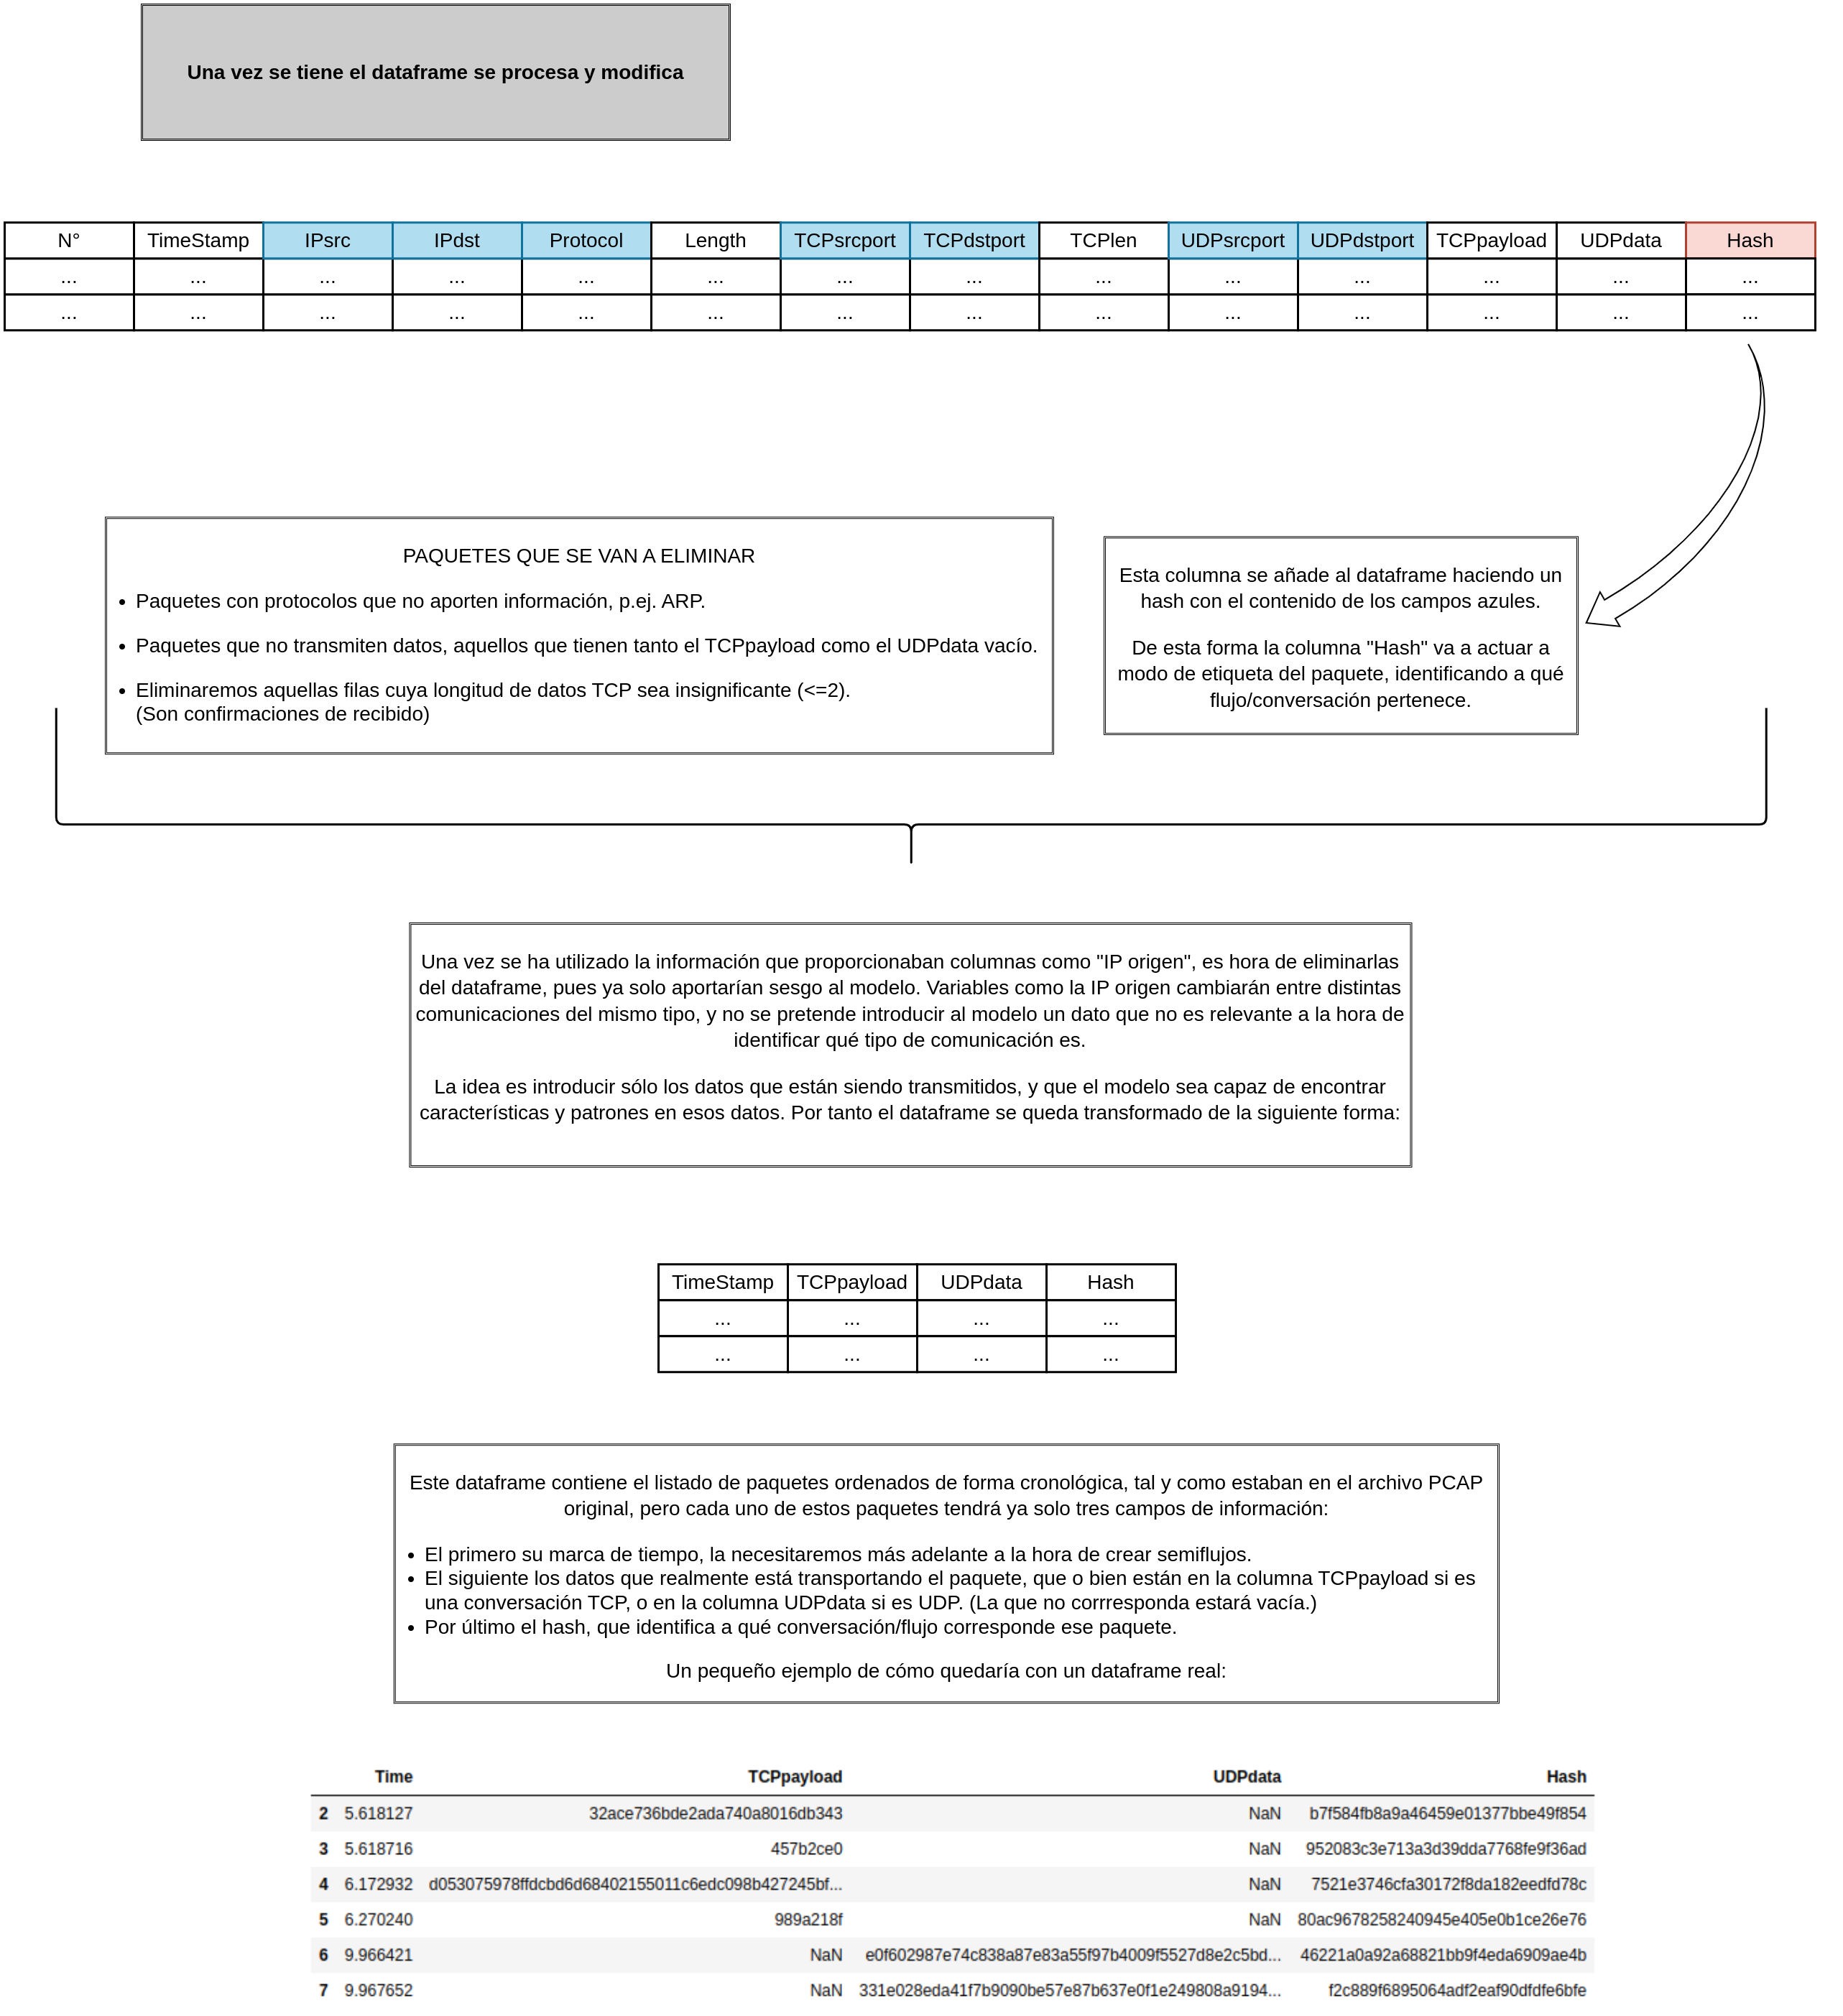 Una vez se tiene el dataframe se procesa y modifica
N° TimeStamp IPsrc IPdst Protocol Length TCPsrcport TCPdstport TCPlen UDPsrcport UDPdstport TCPpayload UDPdata Hash
... ... ... ... ... ... ... ... ... ... ... ... ... ...
... ... ... ... ... ... ... ... ... ... ... ... ... ...
PAQUETES QUE SE VAN A ELIMINAR
• Paquetes con protocolos que no aporten información, p.ej. ARP.
• Paquetes que no transmiten datos, aquellos que tienen tanto el TCPpayload como el UDPdata vacío.
• Eliminaremos aquellas filas cuya longitud de datos TCP sea insignificante (<=2).
(Son confirmaciones de recibido)
Esta columna se añade al dataframe haciendo un
hash con el contenido de los campos azules.
De esta forma la columna "Hash" va a actuar a
modo de etiqueta del paquete, identificando a qué
flujo/conversación pertenece.
Una vez se ha utilizado la información que proporcionaban columnas como "IP origen", es hora de eliminarlas
del dataframe, pues ya solo aportarían sesgo al modelo. Variables como la IP origen cambiarán entre distintas
comunicaciones del mismo tipo, y no se pretende introducir al modelo un dato que no es relevante a la hora de
identificar qué tipo de comunicación es.
La idea es introducir sólo los datos que están siendo transmitidos, y que el modelo sea capaz de encontrar
características y patrones en esos datos. Por tanto el dataframe se queda transformado de la siguiente forma:
TimeStamp TCPpayload UDPdata Hash
... ... ... ...
... ... ... ...
Este dataframe contiene el listado de paquetes ordenados de forma cronológica, tal y como estaban en el archivo PCAP
original, pero cada uno de estos paquetes tendrá ya solo tres campos de información:
• El primero su marca de tiempo, la necesitaremos más adelante a la hora de crear semiflujos.
• El siguiente los datos que realmente está transportando el paquete, que o bien están en la columna TCPpayload si es
una conversación TCP, o en la columna UDPdata si es UDP. (La que no corrresponda estará vacía.)
• Por último el hash, que identifica a qué conversación/flujo corresponde ese paquete.
Un pequeño ejemplo de cómo quedaría con un dataframe real:
Time TCPpayload UDPdata Hash
2 5.618127 32ace736bde2ada740a8016db343 NaN b7f584fb8a9a46459e01377bbe49f854
3 5.618716 457b2ce0 NaN 952083c3e713a3d39dda7768fe9f36ad
4 6.172932 d053075978ffdcbd6d68402155011c6edc098b427245bf... NaN 7521e3746cfa30172f8da182eedfd78c
5 6.270240 989a218f NaN 80ac9678258240945e405e0b1ce26e76
6 9.966421 NaN e0f602987e74c838a87e83a55f97b4009f5527d8e2c5bd... 46221a0a92a68821bb9f4eda6909ae4b
7 9.967652 NaN 331e028eda41f7b9090be57e87b637e0f1e249808a9194... f2c889f6895064adf2eaf90dfdfe6bfe